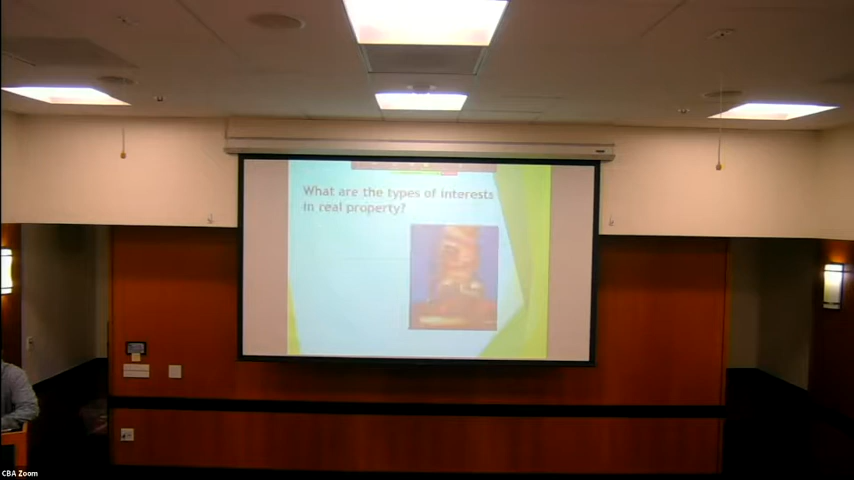 What are the types of interests
in real property?
CBA Zoom